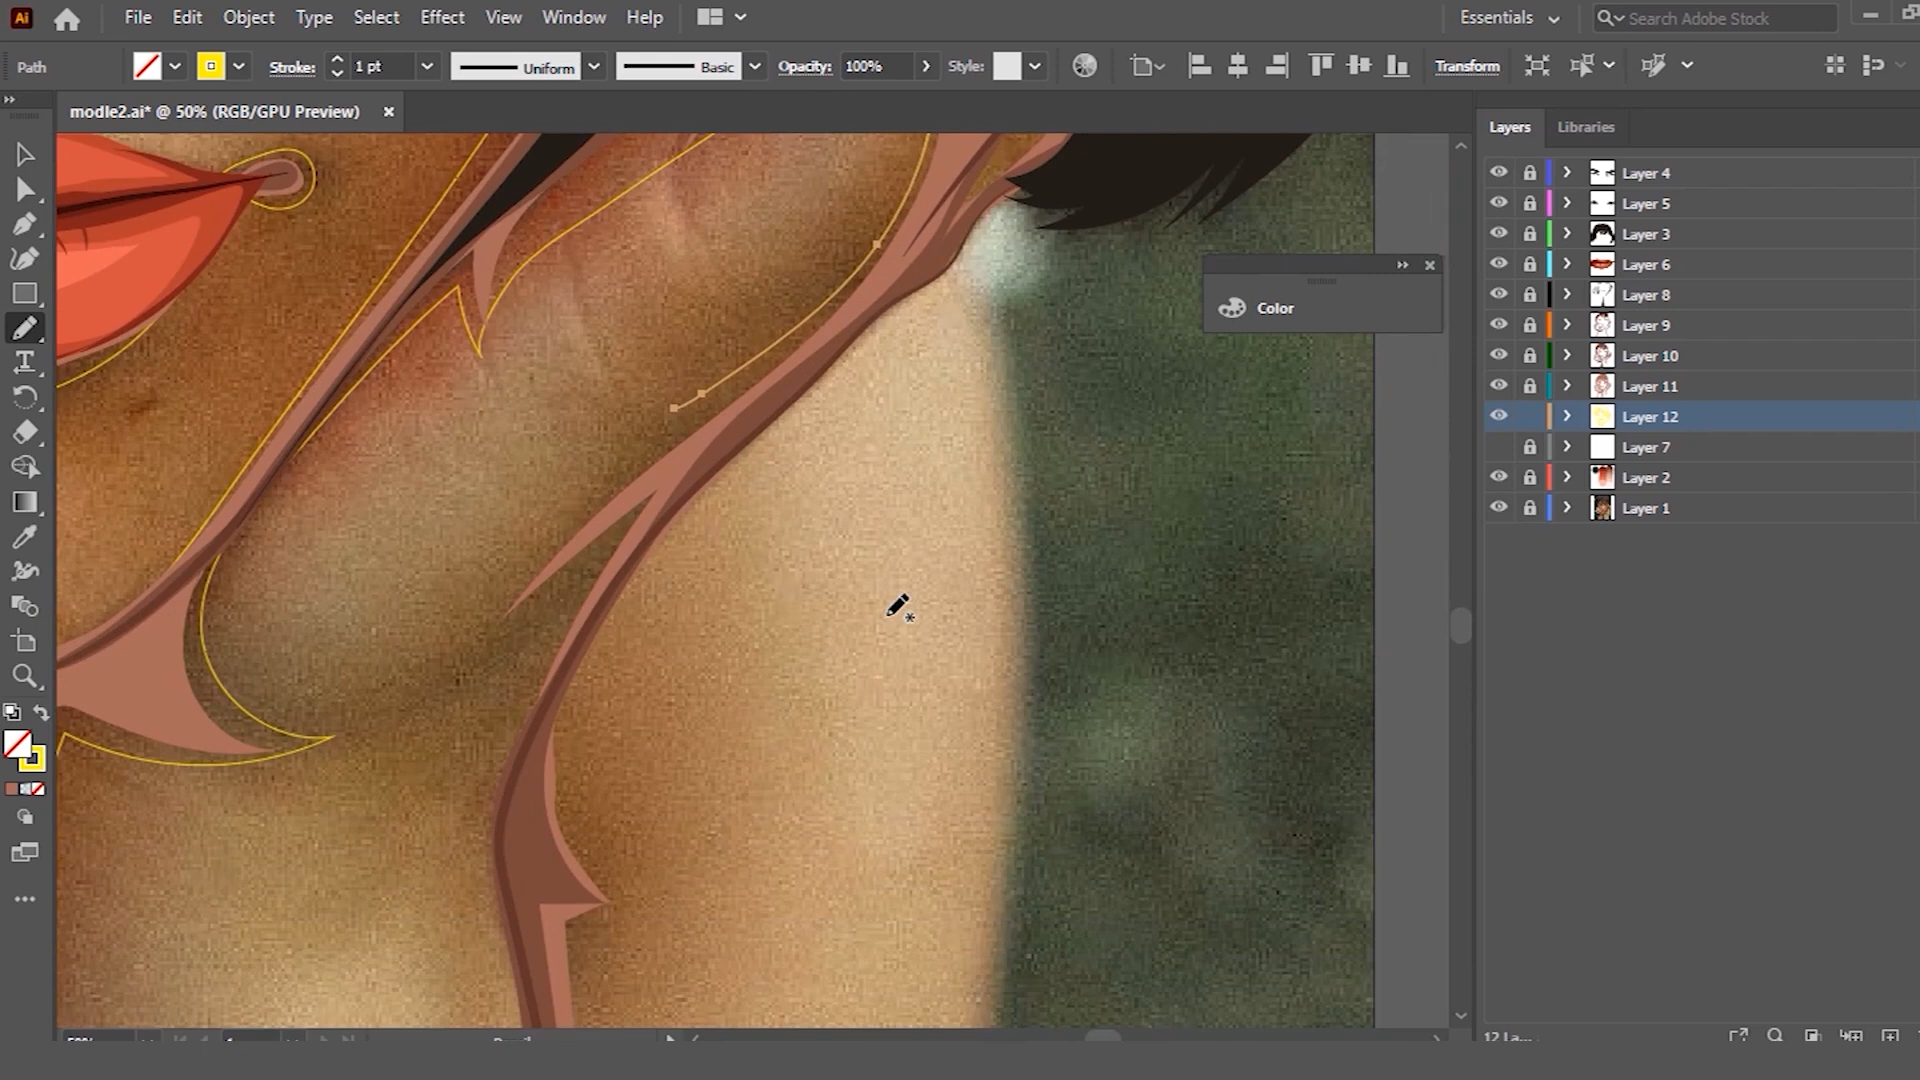 Ai File Edit Object Type Select Effect View Window Help Essentials Search Adobe Stock
Path Stroke: 1 pt Uniform Basic Opacity: 100% Style: Transform
modle2.ai* @ 50% (RGB/GPU Preview)
Layers Libraries
Layer 4
Layer 5
Layer 3
Layer 6
Layer 8
Color
Layer 9
Layer 10
Layer 11
Layer 12
Layer 7
Layer 2
Layer 1